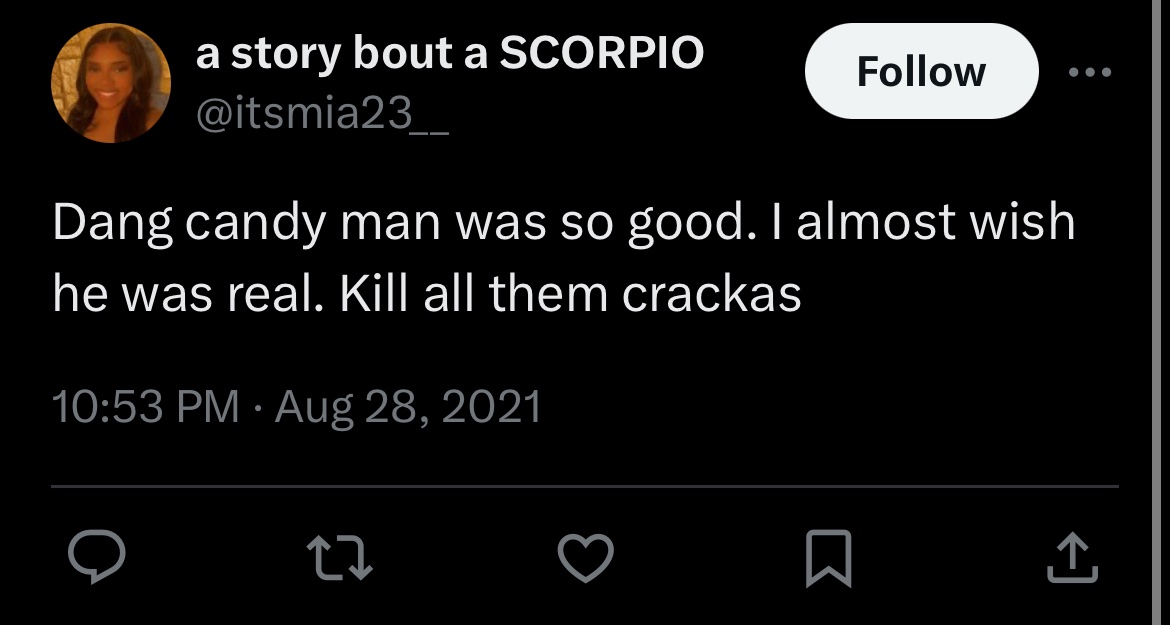 a story bout a SCORPIO
Follow
@itsmia23__
Dang candy man was so good. I almost wish
he was real. Kill all them crackas
10:53 PM · Aug 28, 2021